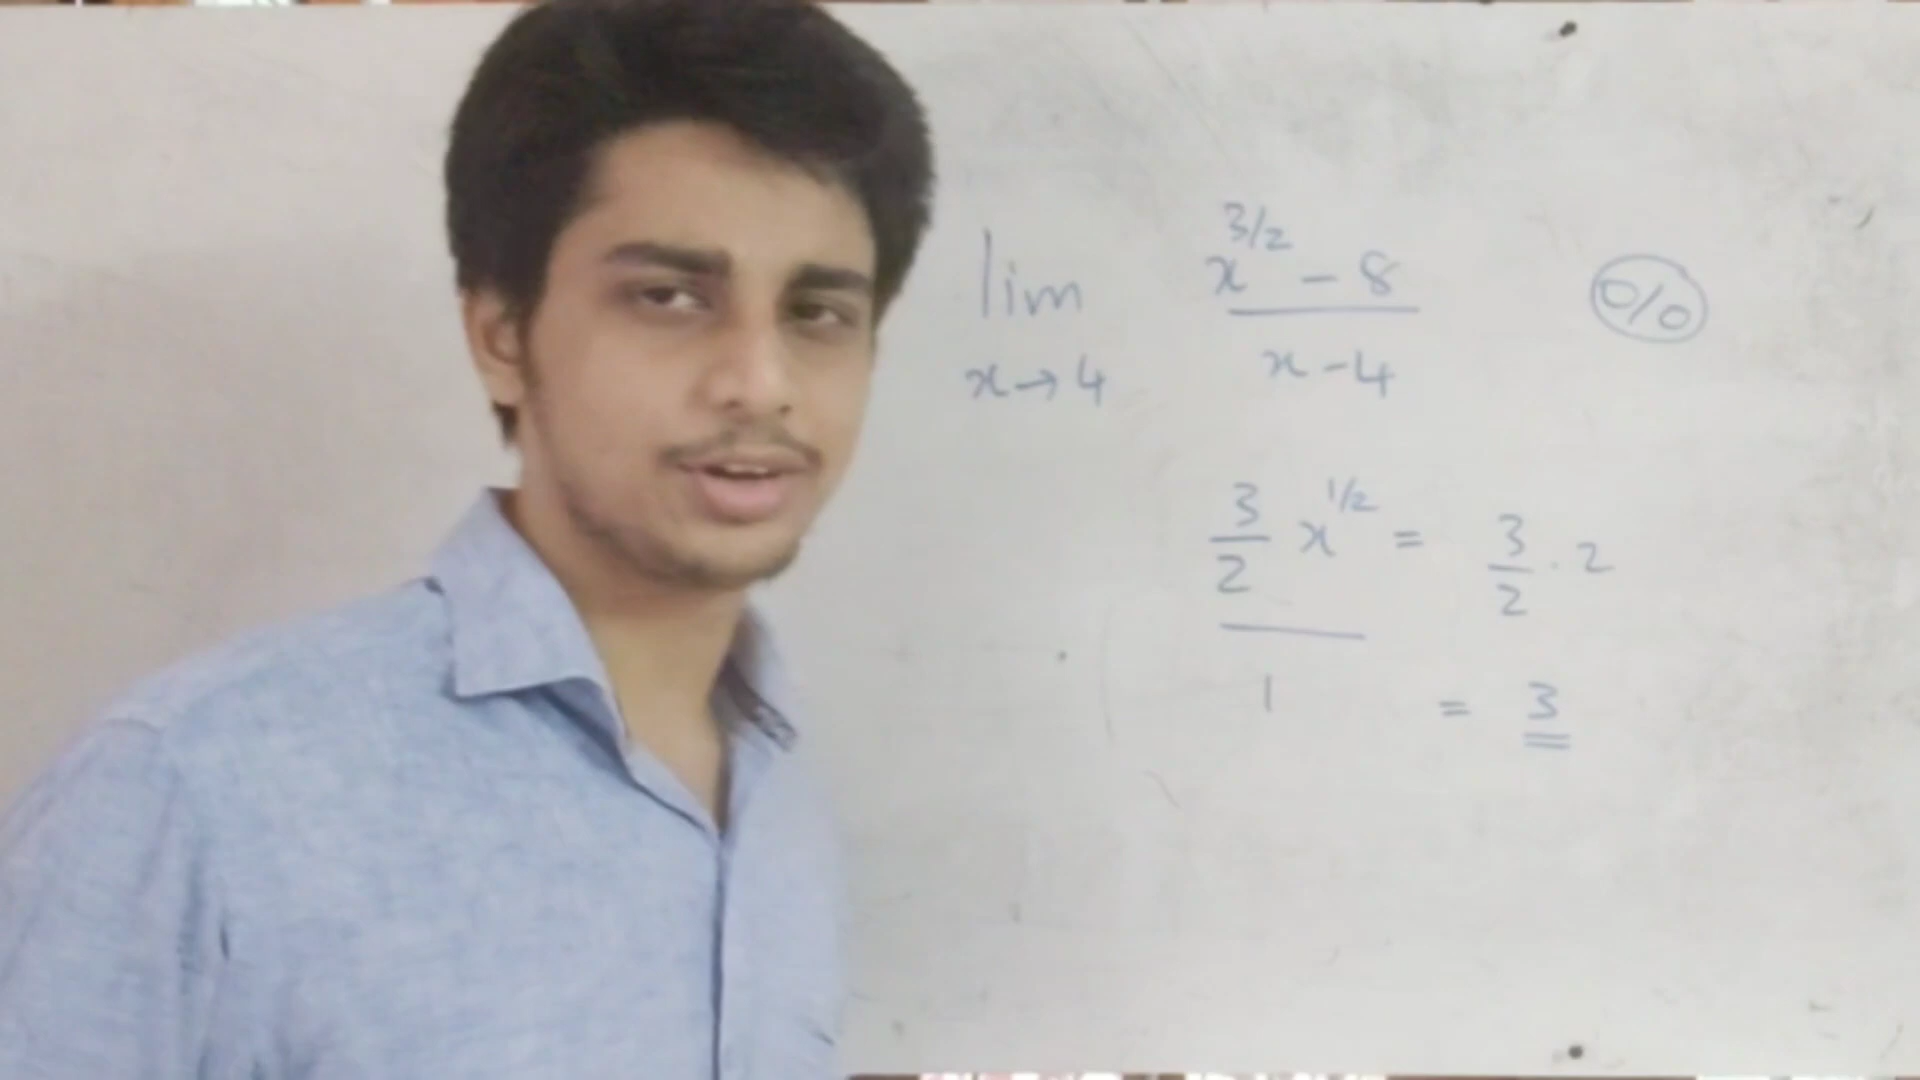 lim x^3/2 - 8 0/0
x→4 x-4
3/2 x^1/2 = 3/2 . 2
1 = 3